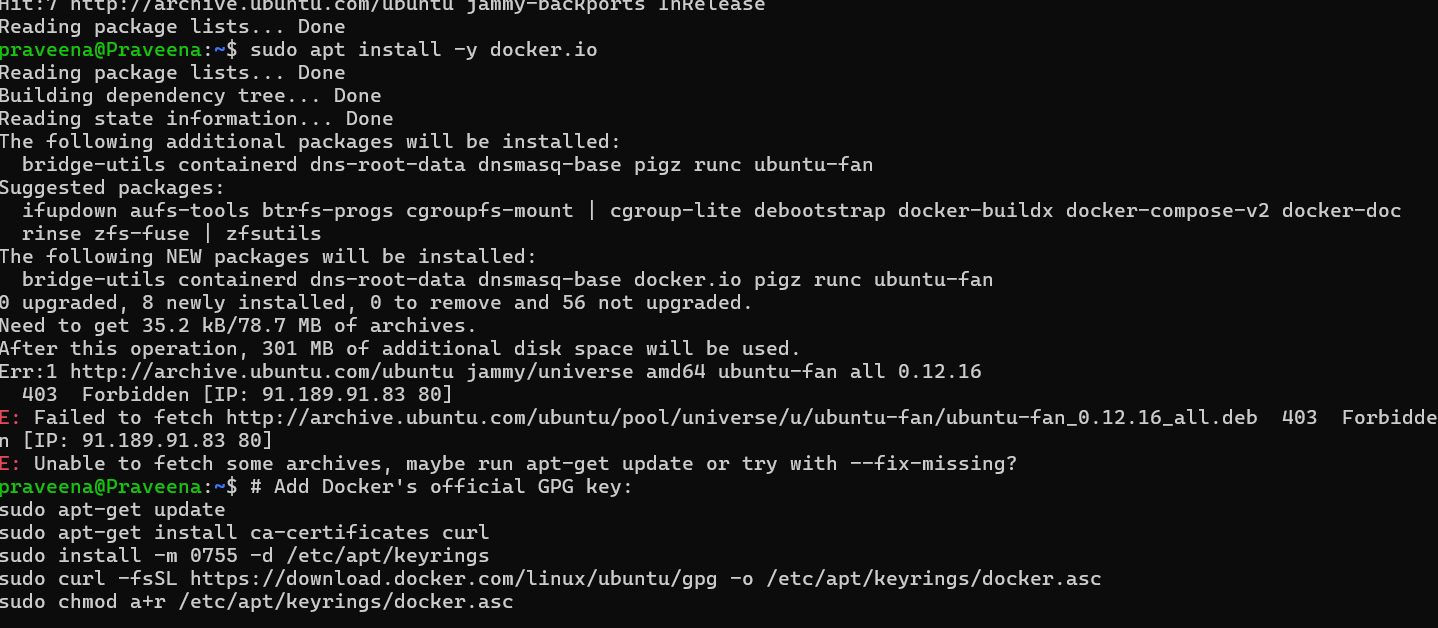 Hit:7 http://archive.ubuntu.com/ubuntu jammy-backports InRelease
Reading package lists... Done
praveena@Praveena:~$ sudo apt install -y docker.io
Reading package lists... Done
Building dependency tree... Done
Reading state information... Done
The following additional packages will be installed:
  bridge-utils containerd dns-root-data dnsmasq-base pigz runc ubuntu-fan
Suggested packages:
  ifupdown aufs-tools btrfs-progs cgroupfs-mount | cgroup-lite debootstrap docker-buildx docker-compose-v2 docker-doc
  rinse zfs-fuse | zfsutils
The following NEW packages will be installed:
  bridge-utils containerd dns-root-data dnsmasq-base docker.io pigz runc ubuntu-fan
0 upgraded, 8 newly installed, 0 to remove and 56 not upgraded.
Need to get 35.2 kB/78.7 MB of archives.
After this operation, 301 MB of additional disk space will be used.
Err:1 http://archive.ubuntu.com/ubuntu jammy/universe amd64 ubuntu-fan all 0.12.16
  403  Forbidden [IP: 91.189.91.83 80]
E: Failed to fetch http://archive.ubuntu.com/ubuntu/pool/universe/u/ubuntu-fan/ubuntu-fan_0.12.16_all.deb  403  Forbidde
n [IP: 91.189.91.83 80]
E: Unable to fetch some archives, maybe run apt-get update or try with --fix-missing?
praveena@Praveena:~$ # Add Docker's official GPG key:
sudo apt-get update
sudo apt-get install ca-certificates curl
sudo install -m 0755 -d /etc/apt/keyrings
sudo curl -fsSL https://download.docker.com/linux/ubuntu/gpg -o /etc/apt/keyrings/docker.asc
sudo chmod a+r /etc/apt/keyrings/docker.asc